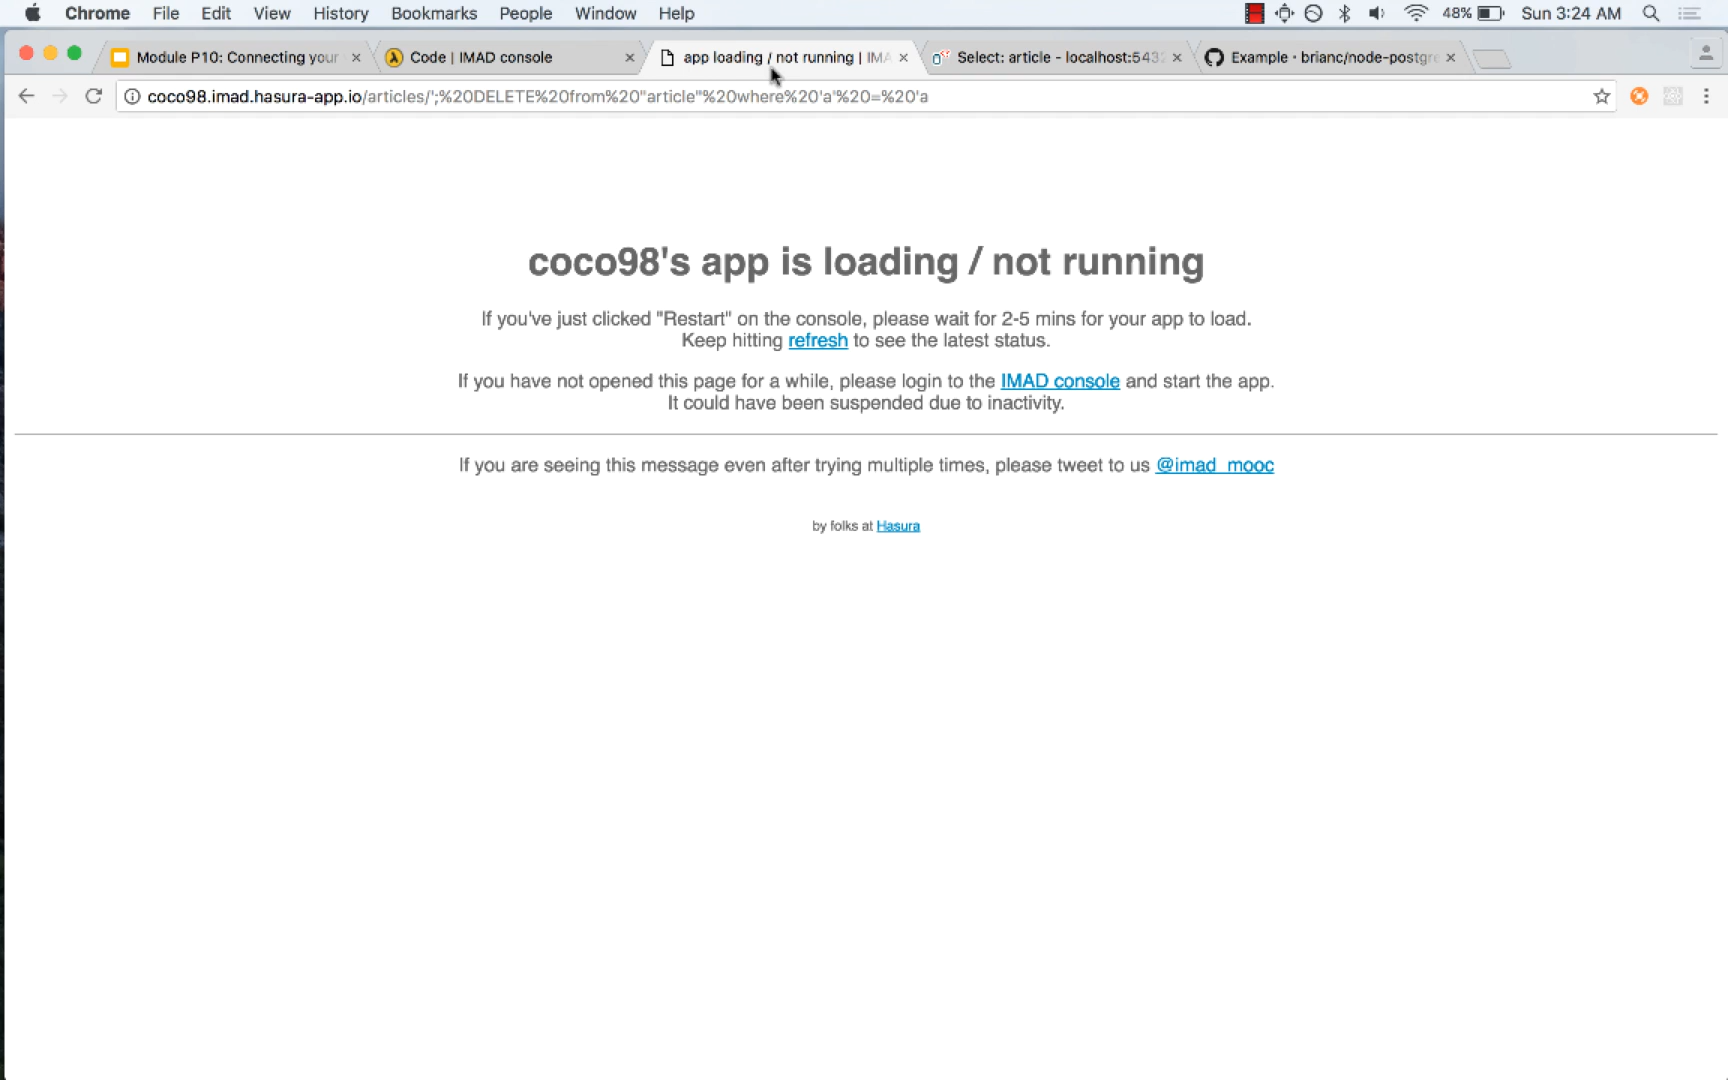 Chrome File Edit View History Bookmarks People Window Help 48% Sun 3:24 AM
Module P10: Connecting your Code | IMAD console app loading / not running | IMA Select: article - localhost:543 Example · brianc/node-postgre
coco98.imad.hasura-app.io/articles/';%20DELETE%20from%20"article"%20where%20'a'%20=%20'a
coco98's app is loading / not running
If you've just clicked "Restart" on the console, please wait for 2-5 mins for your app to load.
Keep hitting refresh to see the latest status.
If you have not opened this page for a while, please login to the IMAD console and start the app.
It could have been suspended due to inactivity.
If you are seeing this message even after trying multiple times, please tweet to us @imad_mooc
by folks at Hasura